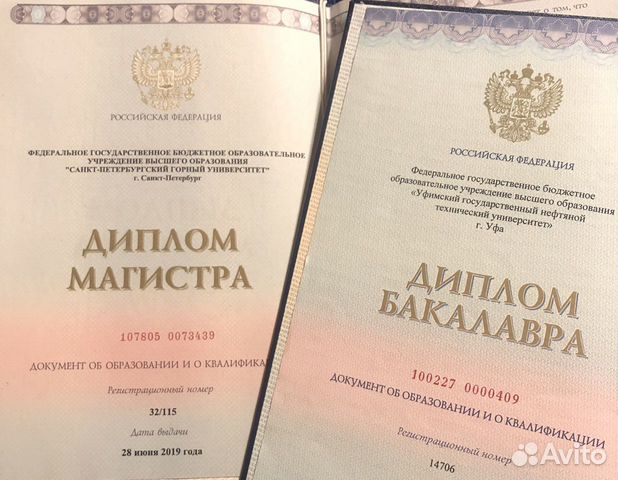 РОССИЙСКАЯ ФЕДЕРАЦИЯ
ФЕДЕРАЛЬНОЕ ГОСУДАРСТВЕННОЕ БЮДЖЕТНОЕ ОБРАЗОВАТЕЛЬНОЕ
УЧРЕЖДЕНИЕ ВЫСШЕГО ОБРАЗОВАНИЯ
"САНКТ-ПЕТЕРБУРГСКИЙ ГОРНЫЙ УНИВЕРСИТЕТ"
г. Санкт-Петербург
ДИПЛОМ
МАГИСТРА
107805 0073439
ДОКУМЕНТ ОБ ОБРАЗОВАНИИ И О КВАЛИФИКА
Регистрационный номер
32/115
Дата выдачи
28 июня 2019 года
о том, что
РОССИЙСКАЯ ФЕДЕРАЦИЯ
Федеральное государственное бюджетное
образовательное учреждение высшего образования
«Уфимский государственный нефтяной
технический университет»
г. Уфа
ДИПЛОМ
БАКАЛАВРА
100227 0000409
ДОКУМЕНТ ОБ ОБРАЗОВАНИИ И О КВАЛИФИКАЦИИ
Регистрационный номер
14706
Avito